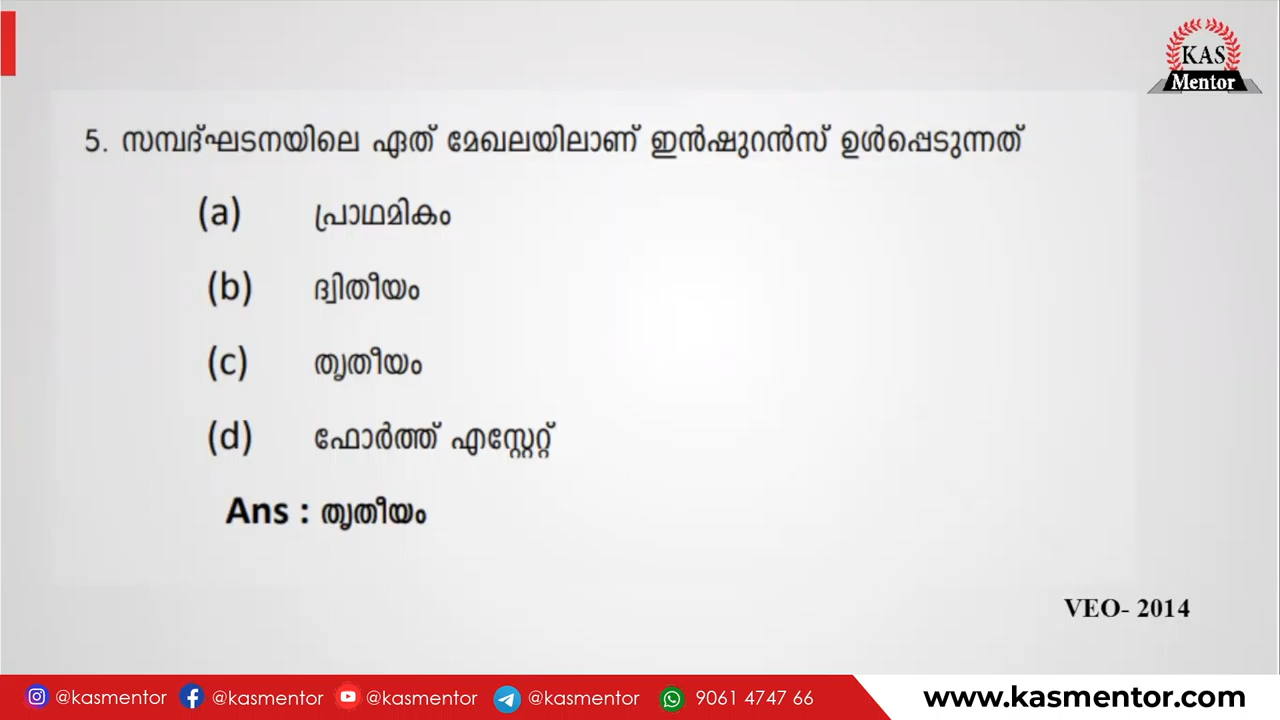 KAS
Mentor
5. സമ്പദ്ഘടനയിലെ ഏത് മേഖലയിലാണ് ഇൻഷുറൻസ് ഉൾപ്പെടുന്നത്
(a) പ്രാഥമികം
(b) ദ്വിതീയം
(c) തൃതീയം
(d) ഫോർത്ത് എസ്റ്റേറ്റ്
Ans : തൃതീയം
VEO- 2014
@kasmentor @kasmentor @kasmentor @kasmentor 9061 4747 66 www.kasmentor.com